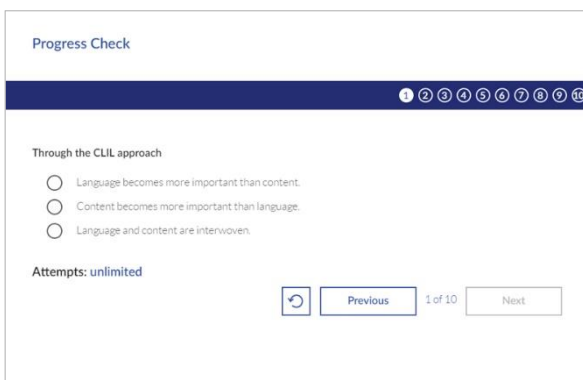 Progress Check
1 2 3 4 5 6 7 8 9 10
Through the CLIL approach
Language becomes more important than content.
Content becomes more important than language.
Language and content are interwoven.
Attempts: unlimited
Previous 1 of 10 Next